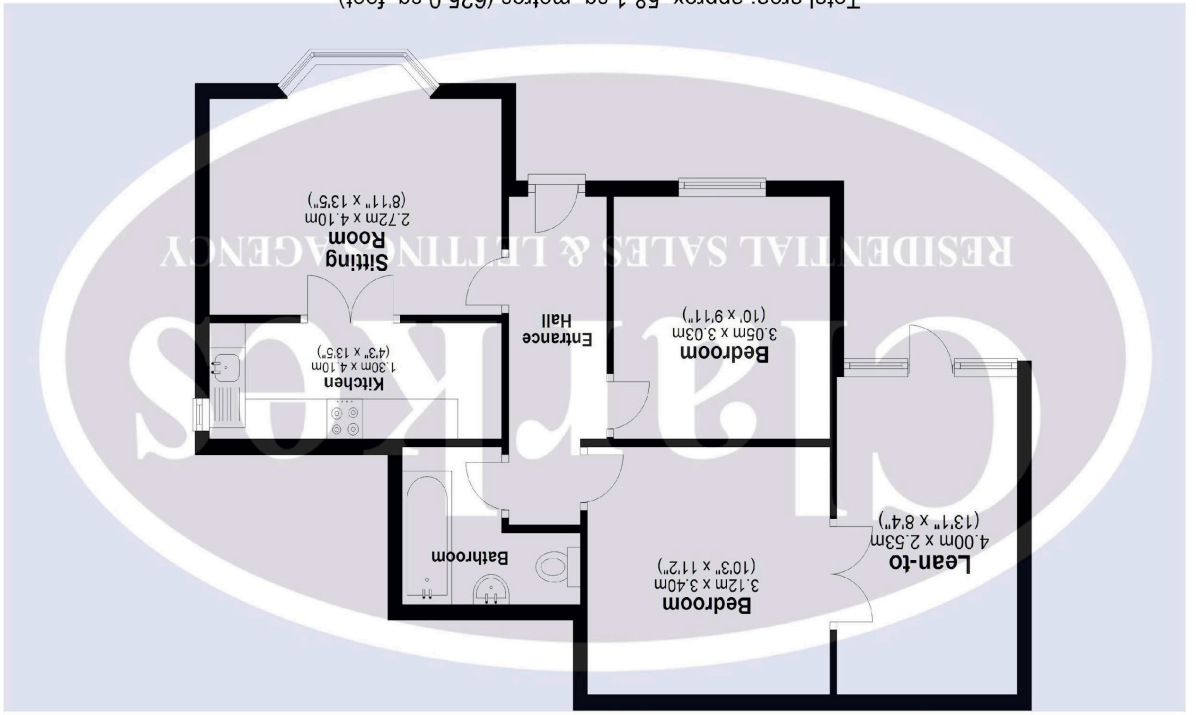 Bedroom
3.12m x 3.40m
(10'3" x 11'2")
Lean-to
4.00m x 2.53m
(13'1" x 8'4")
Bathroom
Kitchen
1.30m x 4.10m
(4'3" x 13'5")
Bedroom
3.05m x 3.03m
(10' x 9'11")
Entrance
Hall
Clarkes
RESIDENTIAL SALES & LETTINGS AGENCY
Sitting
Room
2.72m x 4.10m
(8'11" x 13'5")
Total area: approx. 58.1 sq. metres (625.0 sq. feet)